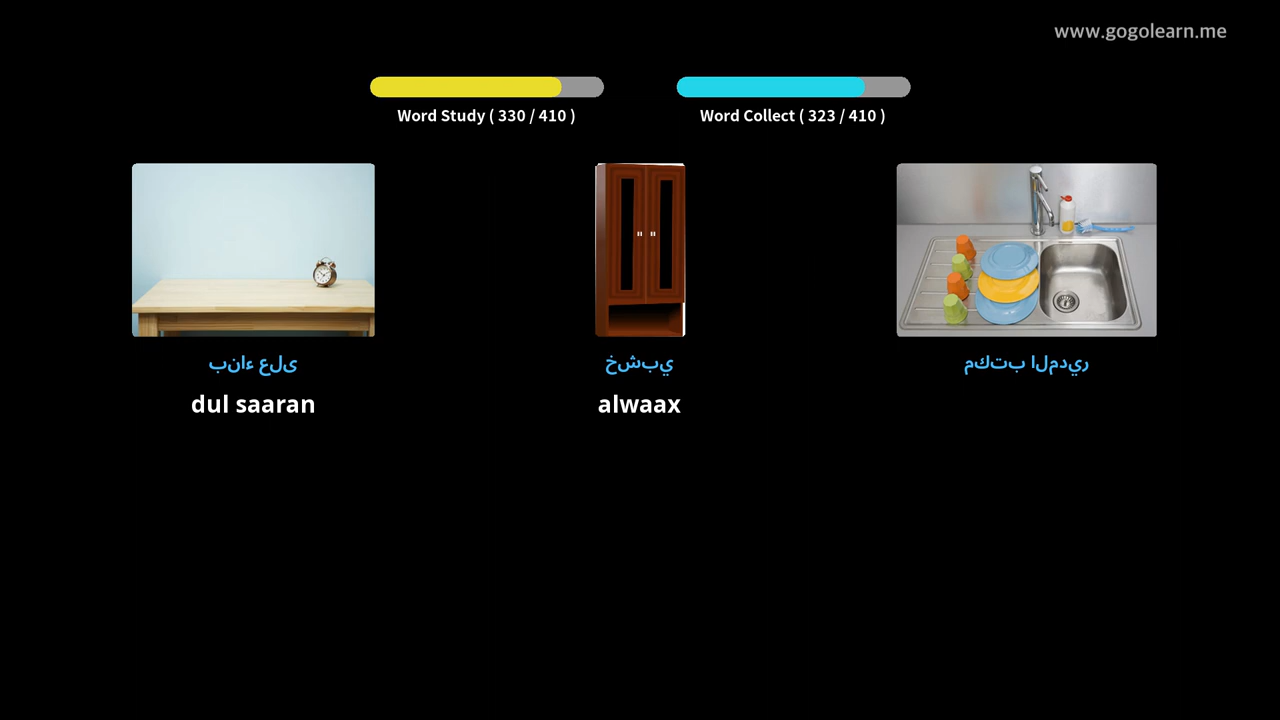 www.gogolearn.me
Word Study ( 330 / 410 )
Word Collect ( 323 / 410 )
بناء على
خشبي
مكتب المدير
dul saaran
alwaax